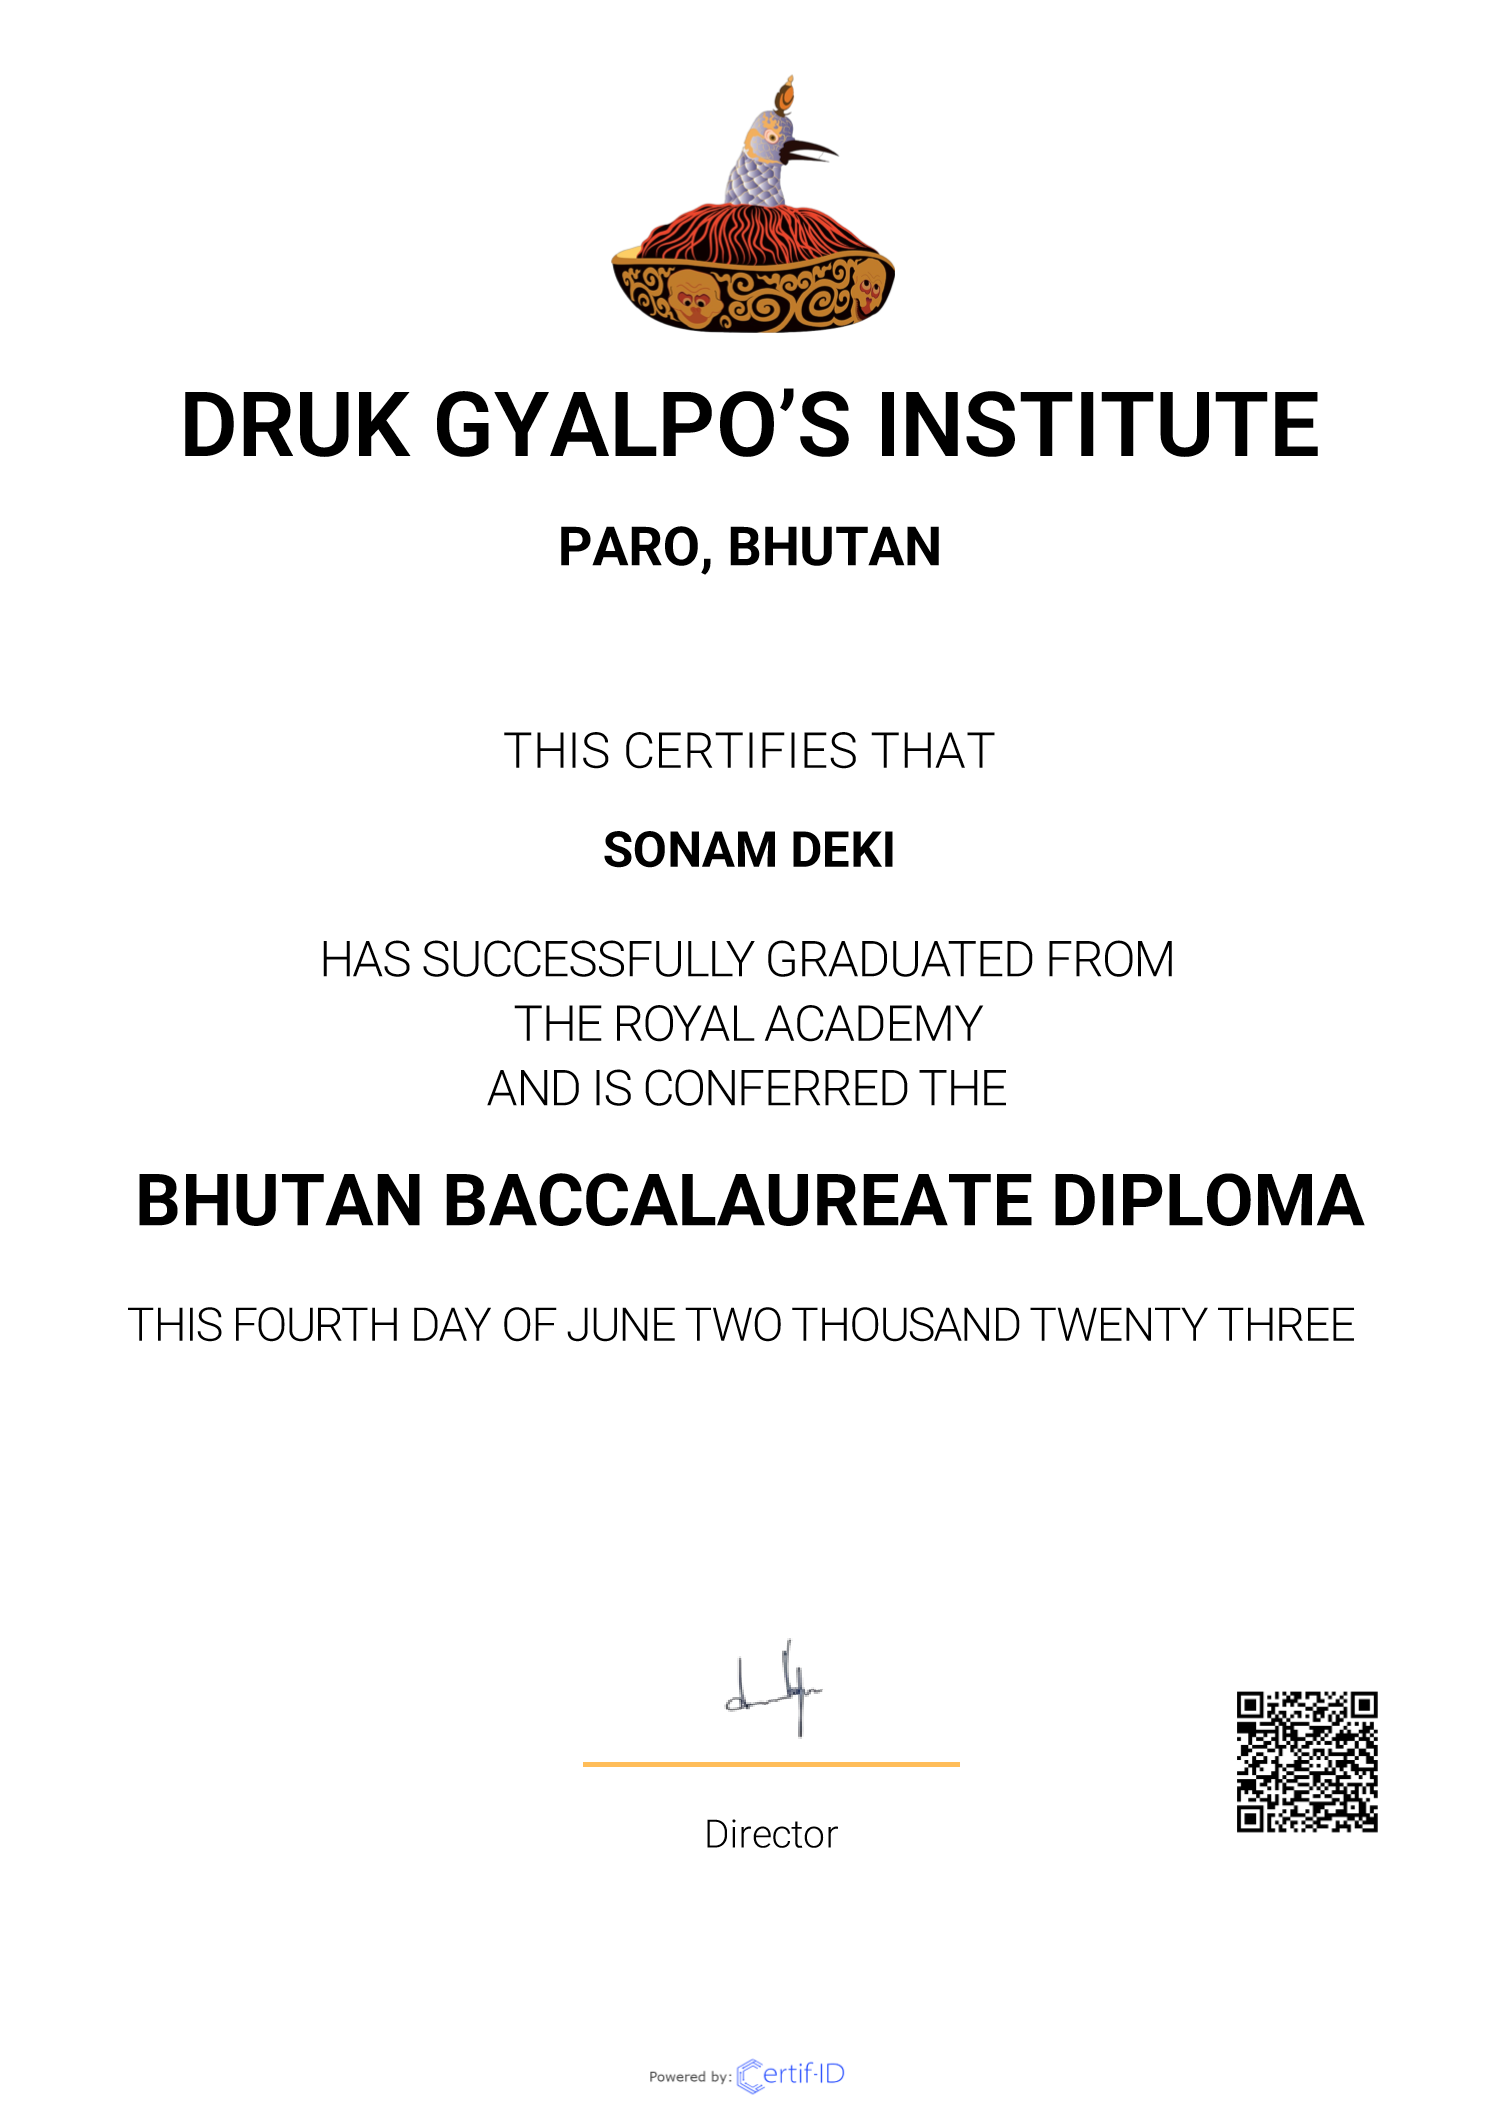 DRUK GYALPO’S INSTITUTE
PARO, BHUTAN
THIS CERTIFIES THAT
SONAM DEKI
HAS SUCCESSFULLY GRADUATED FROM
THE ROYAL ACADEMY
AND IS CONFERRED THE
BHUTAN BACCALAUREATE DIPLOMA
THIS FOURTH DAY OF JUNE TWO THOUSAND TWENTY THREE
Director
Powered by: Certif-ID